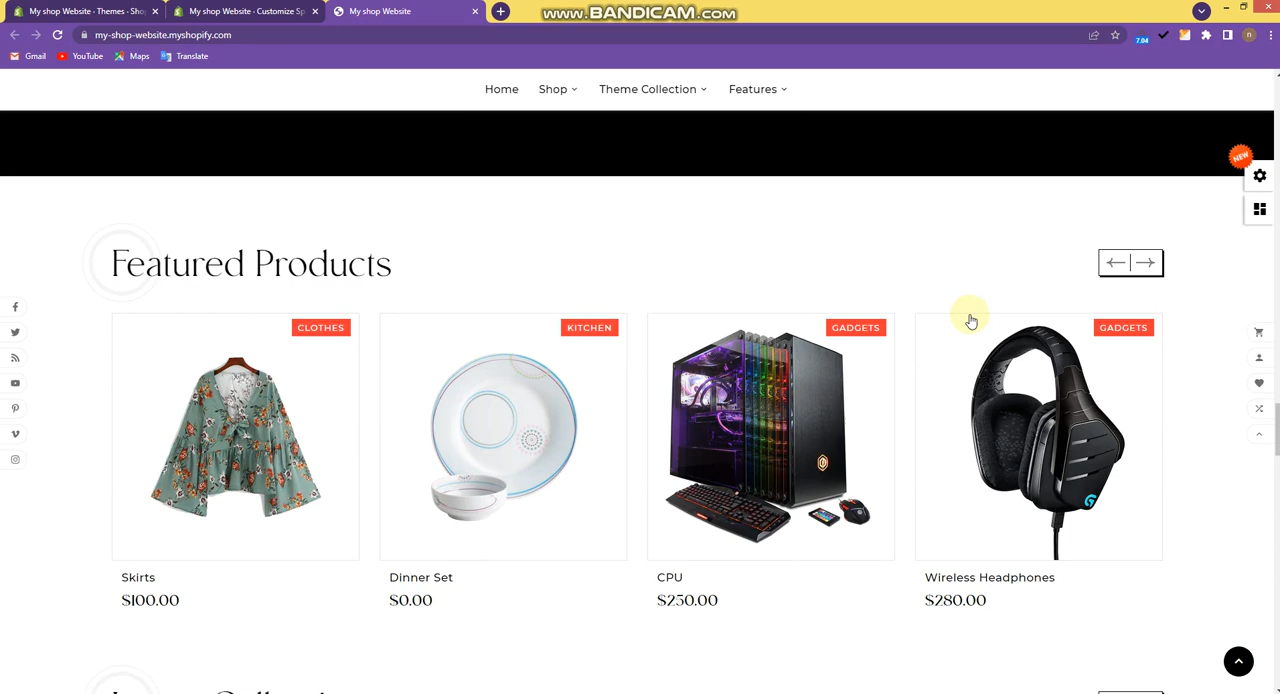 My shop Website - Themes - Sho
My shop Website - Customize Sp
My shop Website
www.BANDICAM.com
my-shop-website.myshopify.com
7.04
n
Gmail
YouTube
Maps
Translate
Home
Shop
Theme Collection
Features
NEW
Featured Products
CLOTHES
KITCHEN
GADGETS
GADGETS
Skirts
Dinner Set
CPU
Wireless Headphones
$100.00
$0.00
$250.00
$280.00